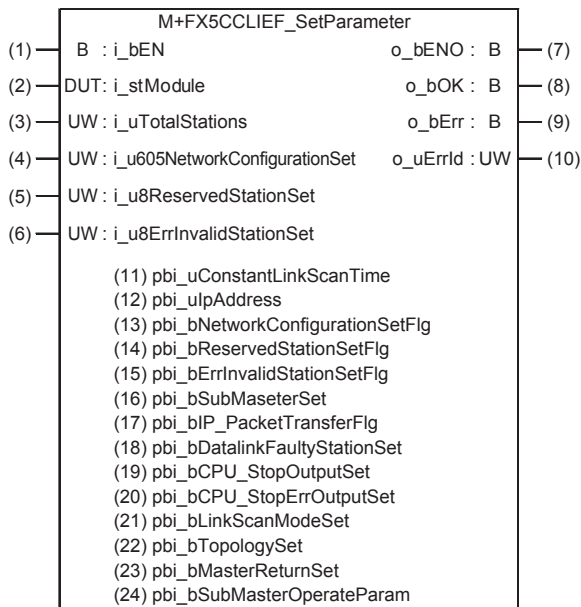 M+FX5CCLIEF_SetParameter
(1) B : i_bEN o_bENO : B (7)
(2) DUT: i_stModule o_bOK : B (8)
(3) UW : i_uTotalStations o_bErr : B (9)
(4) UW : i_u605NetworkConfigurationSet o_uErrId : UW (10)
(5) UW : i_u8ReservedStationSet
(6) UW : i_u8ErrInvalidStationSet
(11) pbi_uConstantLinkScanTime
(12) pbi_uIpAddress
(13) pbi_bNetworkConfigurationSetFlg
(14) pbi_bReservedStationSetFlg
(15) pbi_bErrInvalidStationSetFlg
(16) pbi_bSubMaseterSet
(17) pbi_bIP_PacketTransferFlg
(18) pbi_bDatalinkFaultyStationSet
(19) pbi_bCPU_StopOutputSet
(20) pbi_bCPU_StopErrOutputSet
(21) pbi_bLinkScanModeSet
(22) pbi_bTopologySet
(23) pbi_bMasterReturnSet
(24) pbi_bSubMasterOperateParam